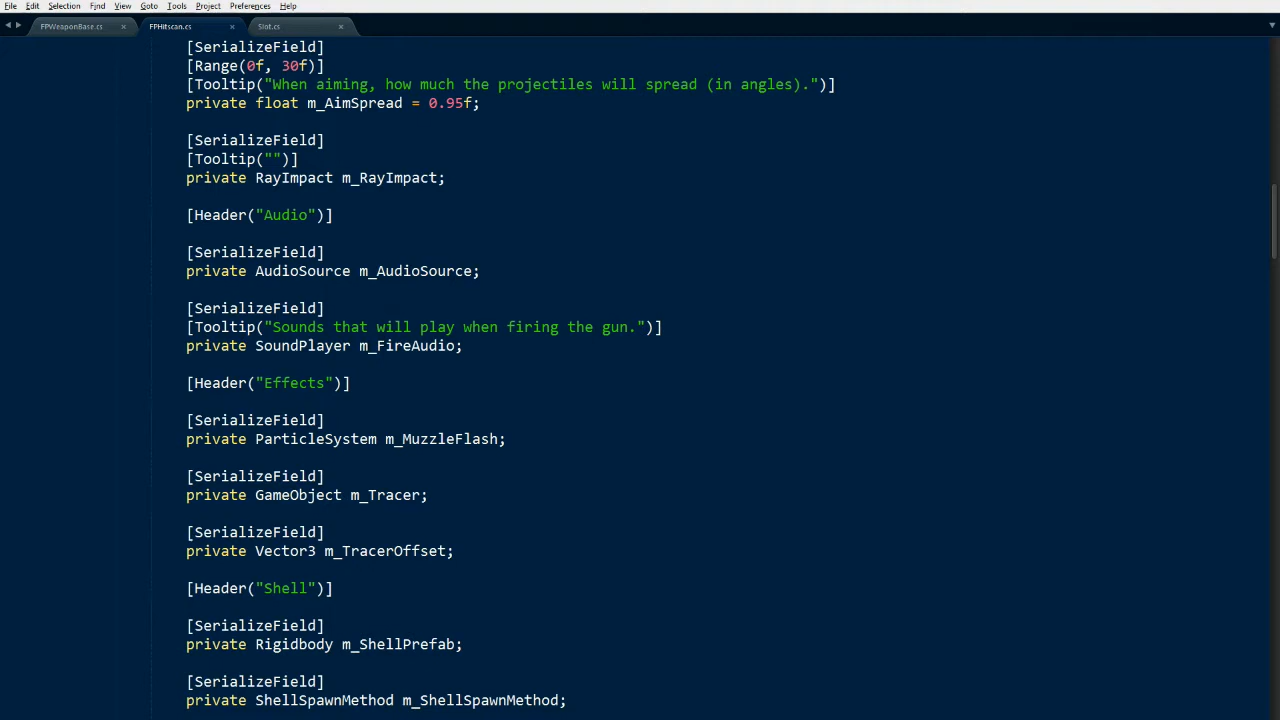 File Edit Selection Find View Goto Tools Project Preferences Help
FPWeaponBase.cs × FPHitscan.cs × Slot.cs ×
[SerializeField]
[Range(0f, 30f)]
[Tooltip("When aiming, how much the projectiles will spread (in angles).")]
private float m_AimSpread = 0.95f;
[SerializeField]
[Tooltip("")]
private RayImpact m_RayImpact;
[Header("Audio")]
[SerializeField]
private AudioSource m_AudioSource;
[SerializeField]
[Tooltip("Sounds that will play when firing the gun.")]
private SoundPlayer m_FireAudio;
[Header("Effects")]
[SerializeField]
private ParticleSystem m_MuzzleFlash;
[SerializeField]
private GameObject m_Tracer;
[SerializeField]
private Vector3 m_TracerOffset;
[Header("Shell")]
[SerializeField]
private Rigidbody m_ShellPrefab;
[SerializeField]
private ShellSpawnMethod m_ShellSpawnMethod;